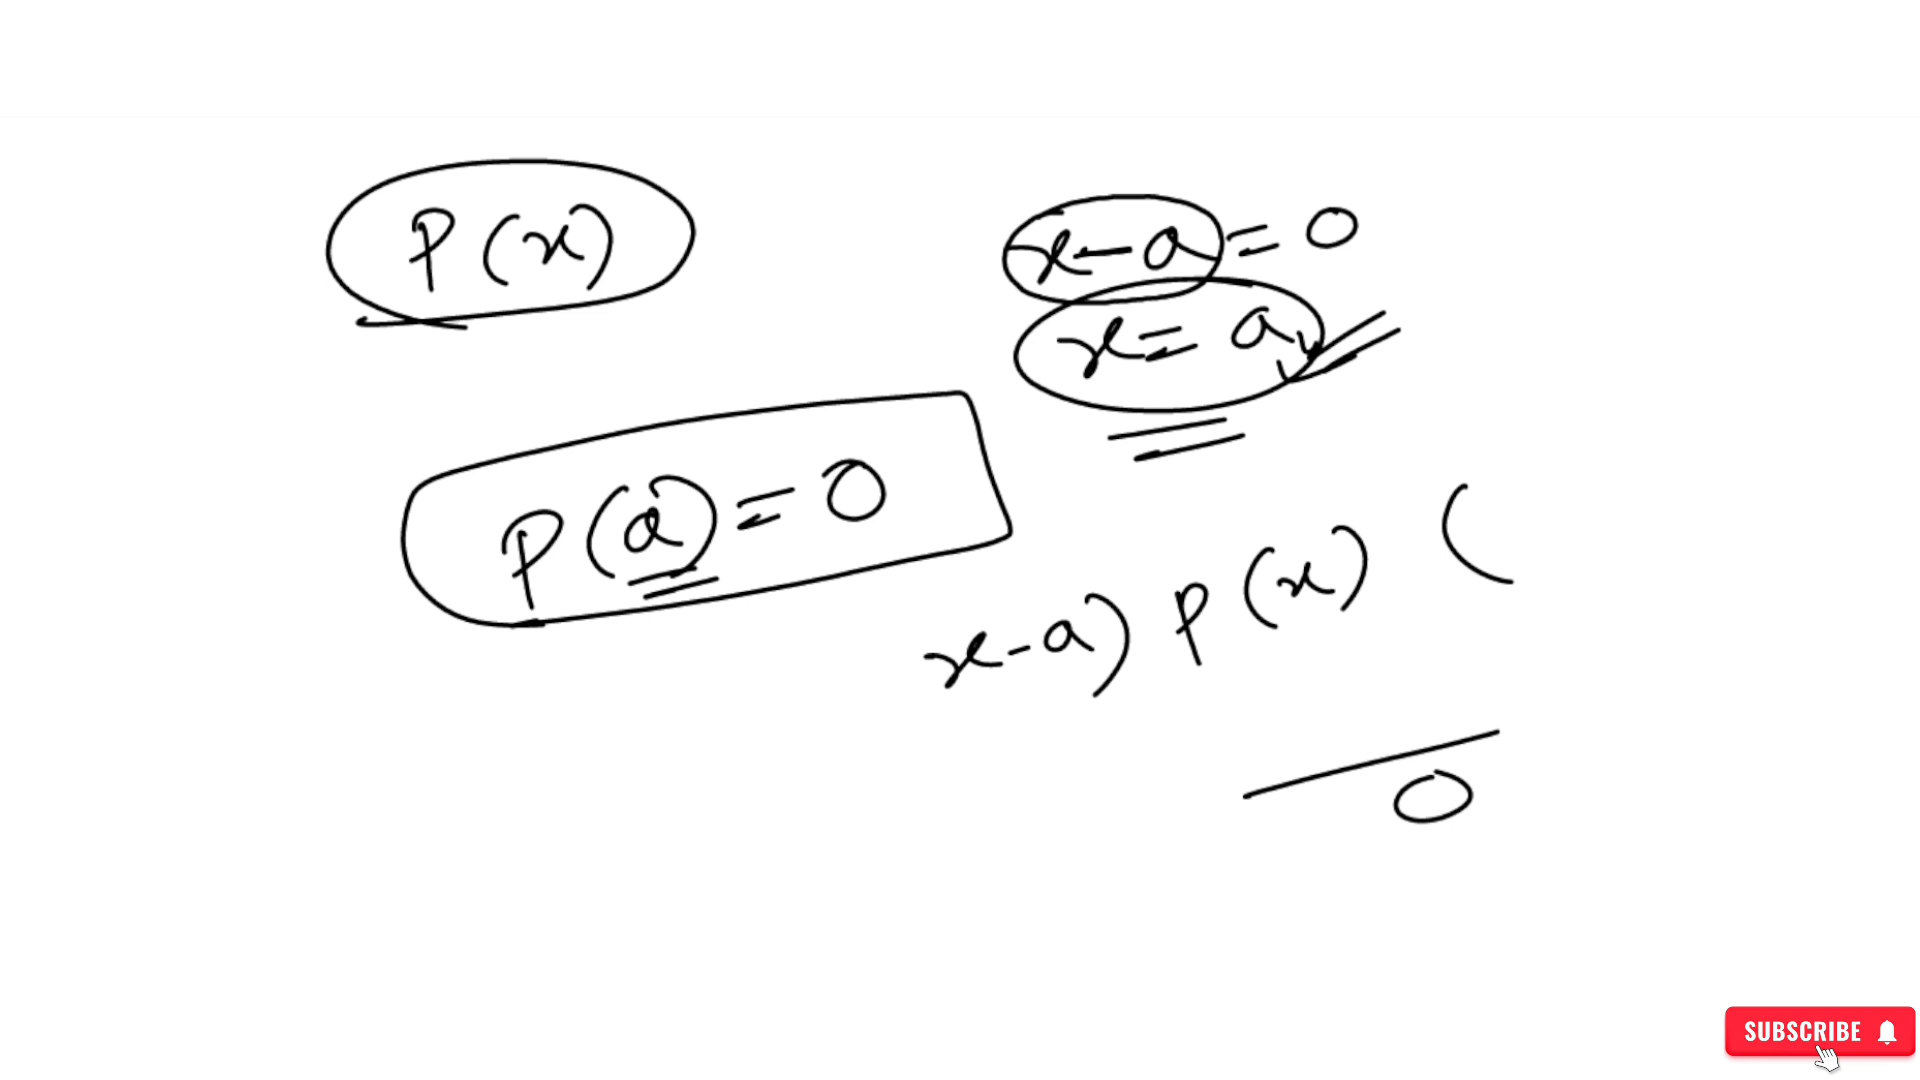 P(x)
x-a=0
x=a
P(a)=0
x-a) P(x) (
0
SUBSCRIBE